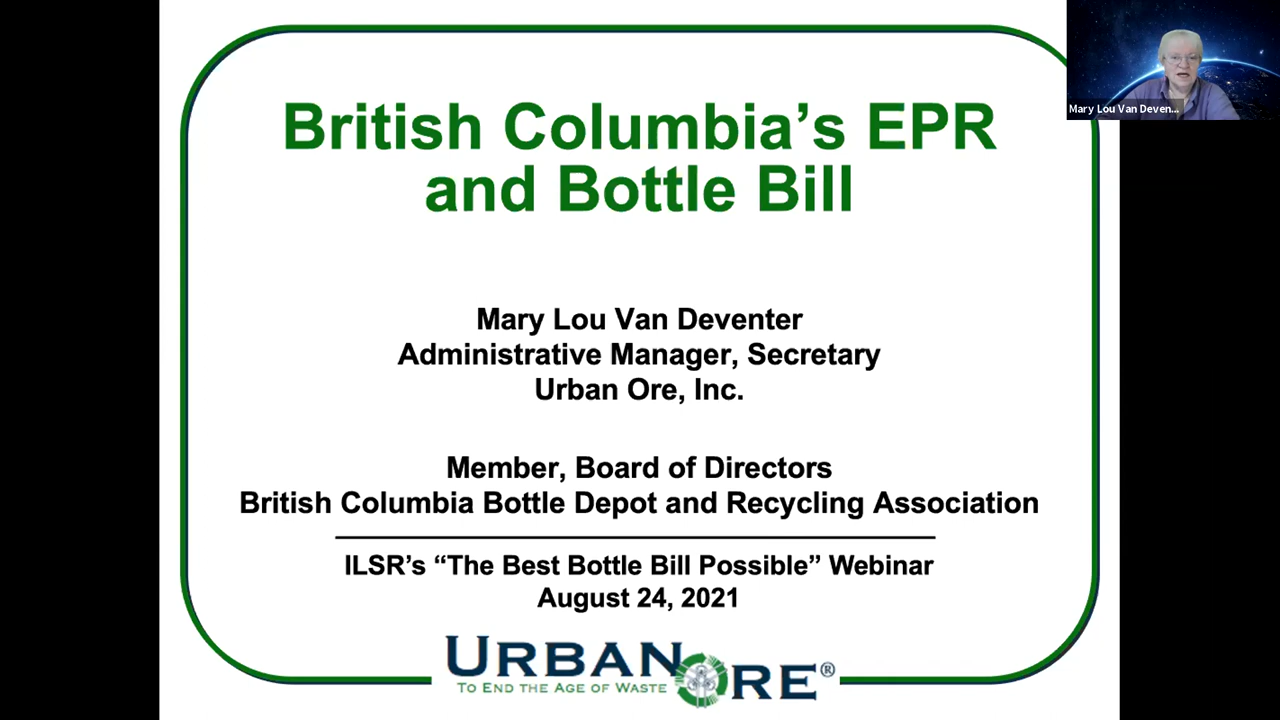 British Columbia's EPR
and Bottle Bill
Mary Lou Van Deven...
Mary Lou Van Deventer
Administrative Manager, Secretary
Urban Ore, Inc.
Member, Board of Directors
British Columbia Bottle Depot and Recycling Association
ILSR's “The Best Bottle Bill Possible” Webinar
August 24, 2021
URBAN ORE®
TO END THE AGE OF WASTE